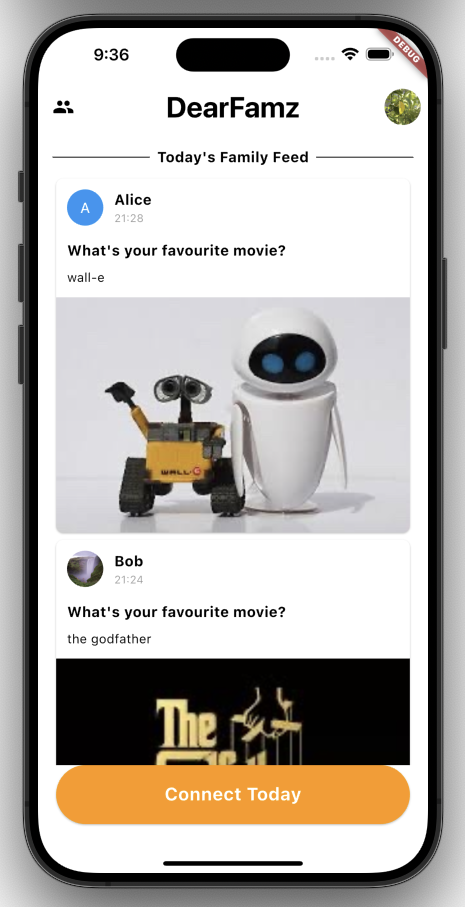 9:36
DEBUG
DearFamz
Today's Family Feed
A
Alice
21:28
What's your favourite movie?
wall-e
WALL·E
Bob
21:24
What's your favourite movie?
the godfather
The
Connect Today